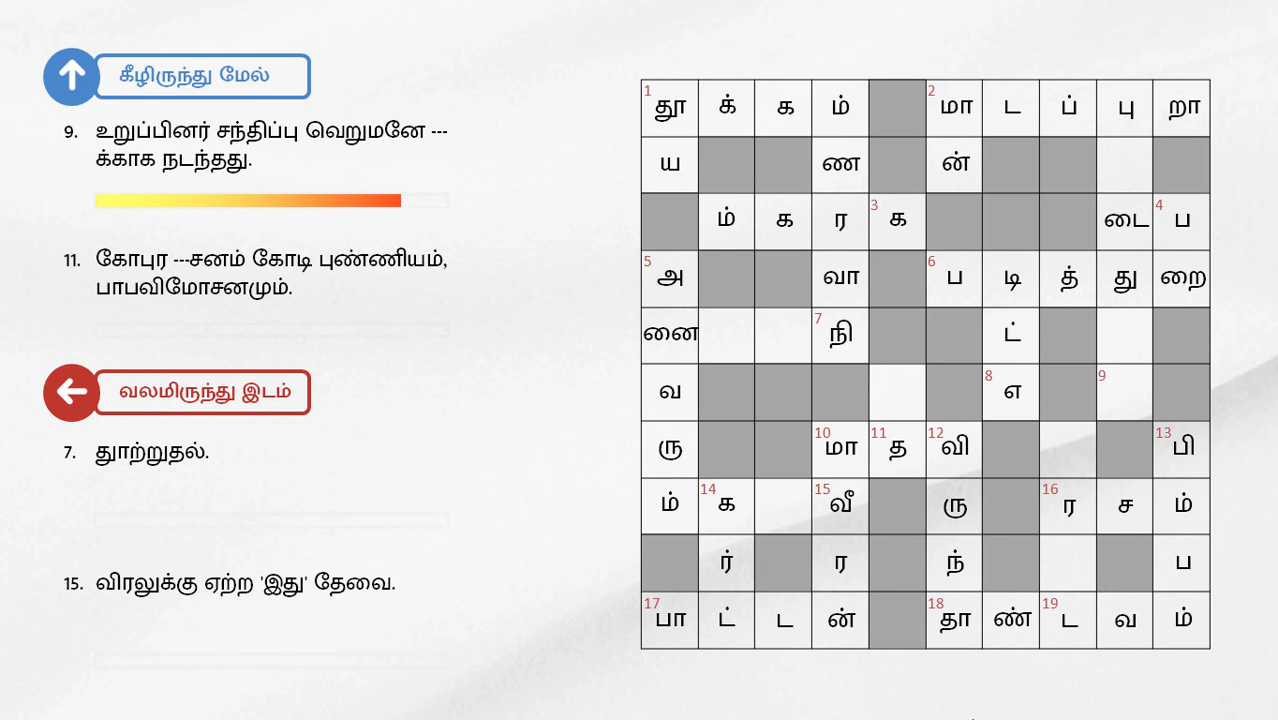 கீழிருந்து மேல்
9. உறுப்பினர் சந்திப்பு வெறுமனே ---
க்காக நடந்தது.
11. கோபுர ---சனம் கோடி புண்ணியம்,
பாபவிமோசனமும்.
வலமிருந்து இடம்
7. தூற்றுதல்.
15. விரலுக்கு ஏற்ற 'இது' தேவை.
1 தூ க் க ம் 2 மா ட ப் பு றா
ய ண ன்
ம் க ர 3 க டை 4 ப
5 அ வா 6 ப டி த் து றை
னை 7 நி ட்
வ 8 எ 9
ரு 10 மா 11 த 12 வி 13 பி
ம் 14 க 15 வீ ரு 16 ர ச ம்
ர் ர ந் ப
17 பா ட் ட ன் 18 தா ண் 19 ட வ ம்